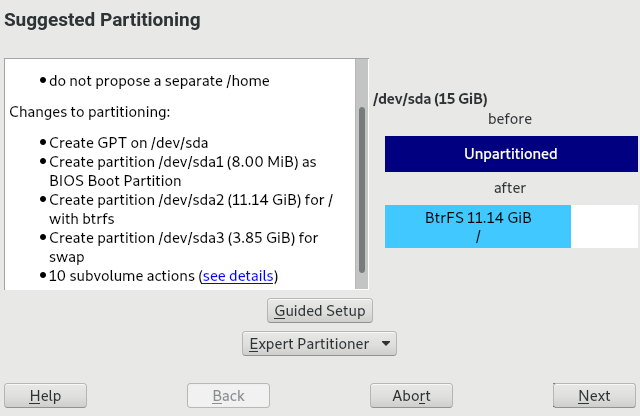 Suggested Partitioning
do not propose a separate /home
Changes to partitioning:
Create GPT on /dev/sda
Create partition /dev/sda1 (8.00 MiB) as
BIOS Boot Partition
Create partition /dev/sda2 (11.14 GiB) for /
with btrfs
Create partition /dev/sda3 (3.85 GiB) for
swap
10 subvolume actions (see details)
/dev/sda (15 GiB)
before
Unpartitioned
after
BtrFS 11.14 GiB
/
Guided Setup
Expert Partitioner
Help
Back
Abort
Next